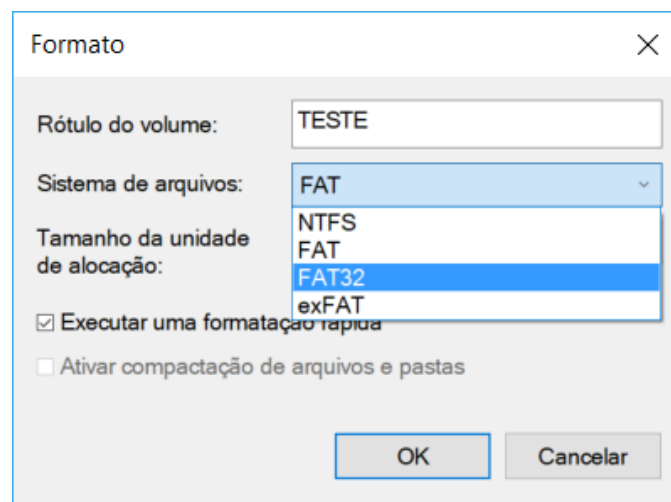 Formato
Rótulo do volume:
TESTE
Sistema de arquivos:
FAT
NTFS
FAT
FAT32
exFAT
Tamanho da unidade
de alocação:
Executar uma formatação rápida
Ativar compactação de arquivos e pastas
OK
Cancelar